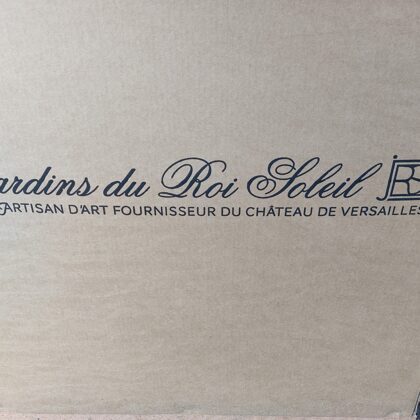 ardins du Roi Soleil
ARTISAN D'ART FOURNISSEUR DU CHÂTEAU DE VERSAILLES